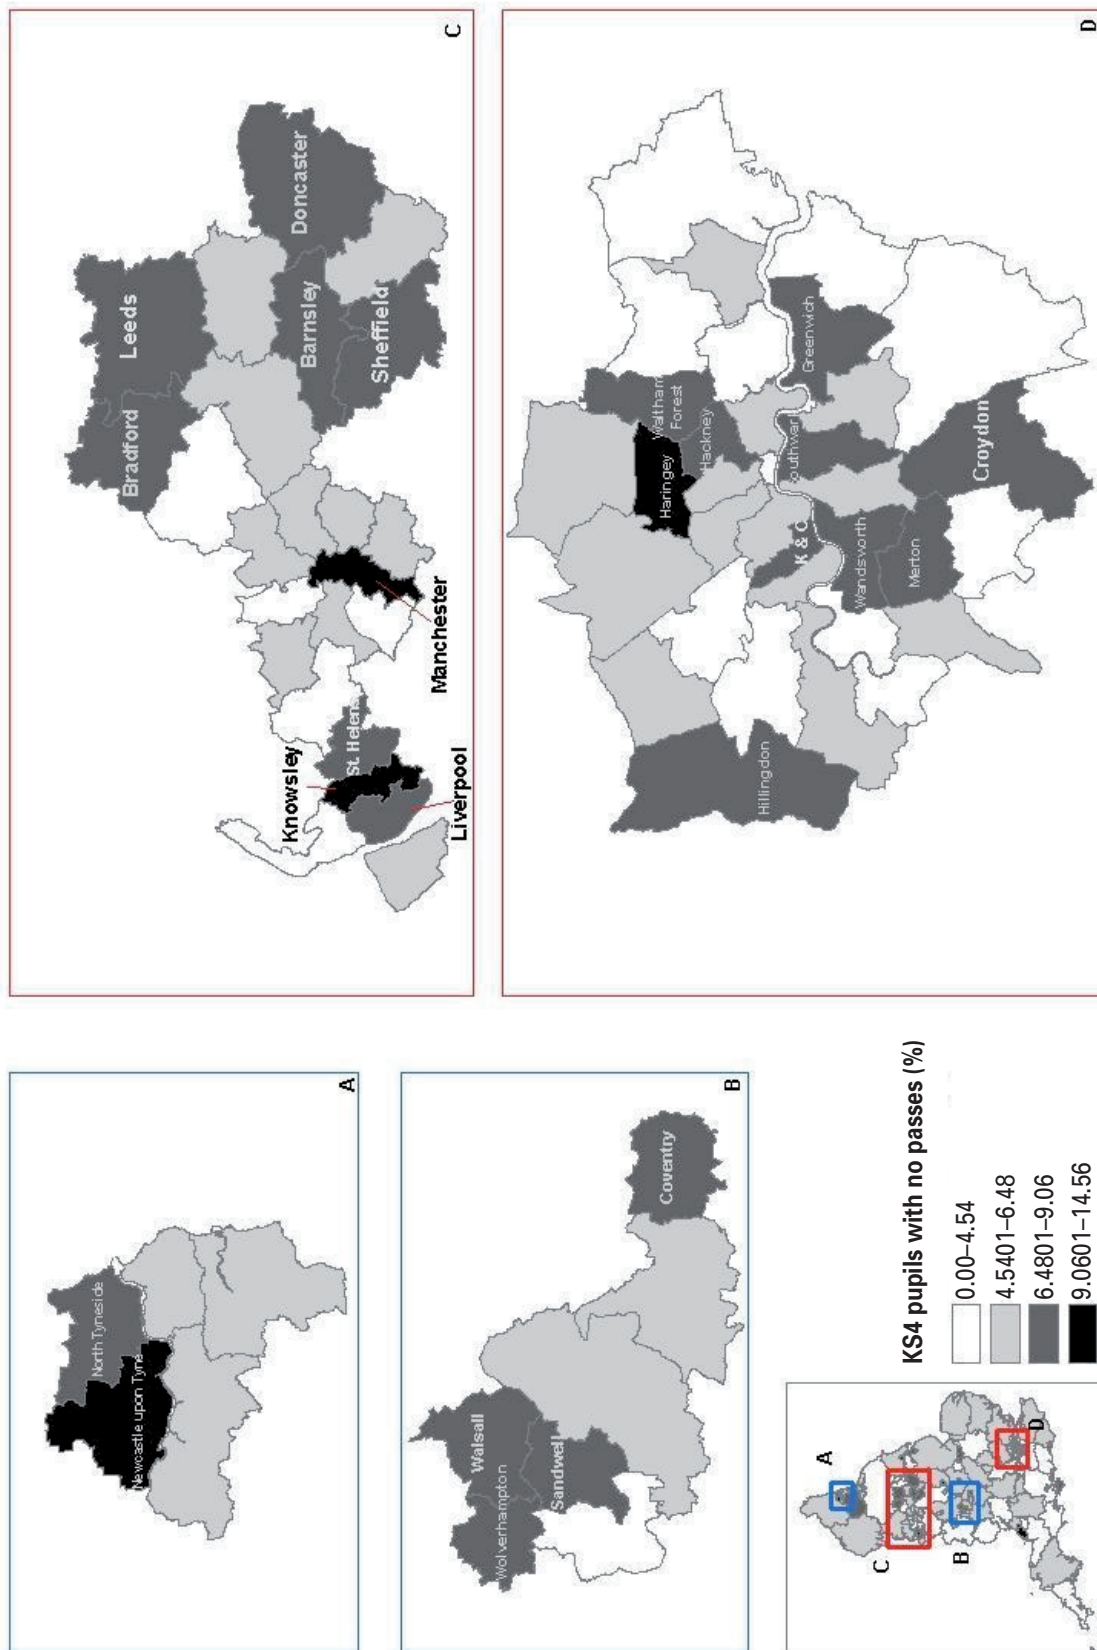 A
North Tyneside
Newcastle upon Tyne
B
Wolverhampton
Walsall
Sandwell
Coventry
C
Bradford
Leeds
Barnsley
Doncaster
Sheffield
Knowsley
St. Helens
Liverpool
Manchester
D
Haringey
Waltham
Forest
Hackney
Hillingdon
K & C
Southwark
Greenwich
Wandsworth
Merton
Croydon
A
C
B
D
KS4 pupils with no passes (%)
0.00–4.54
4.5401–6.48
6.4801–9.06
9.0601–14.56